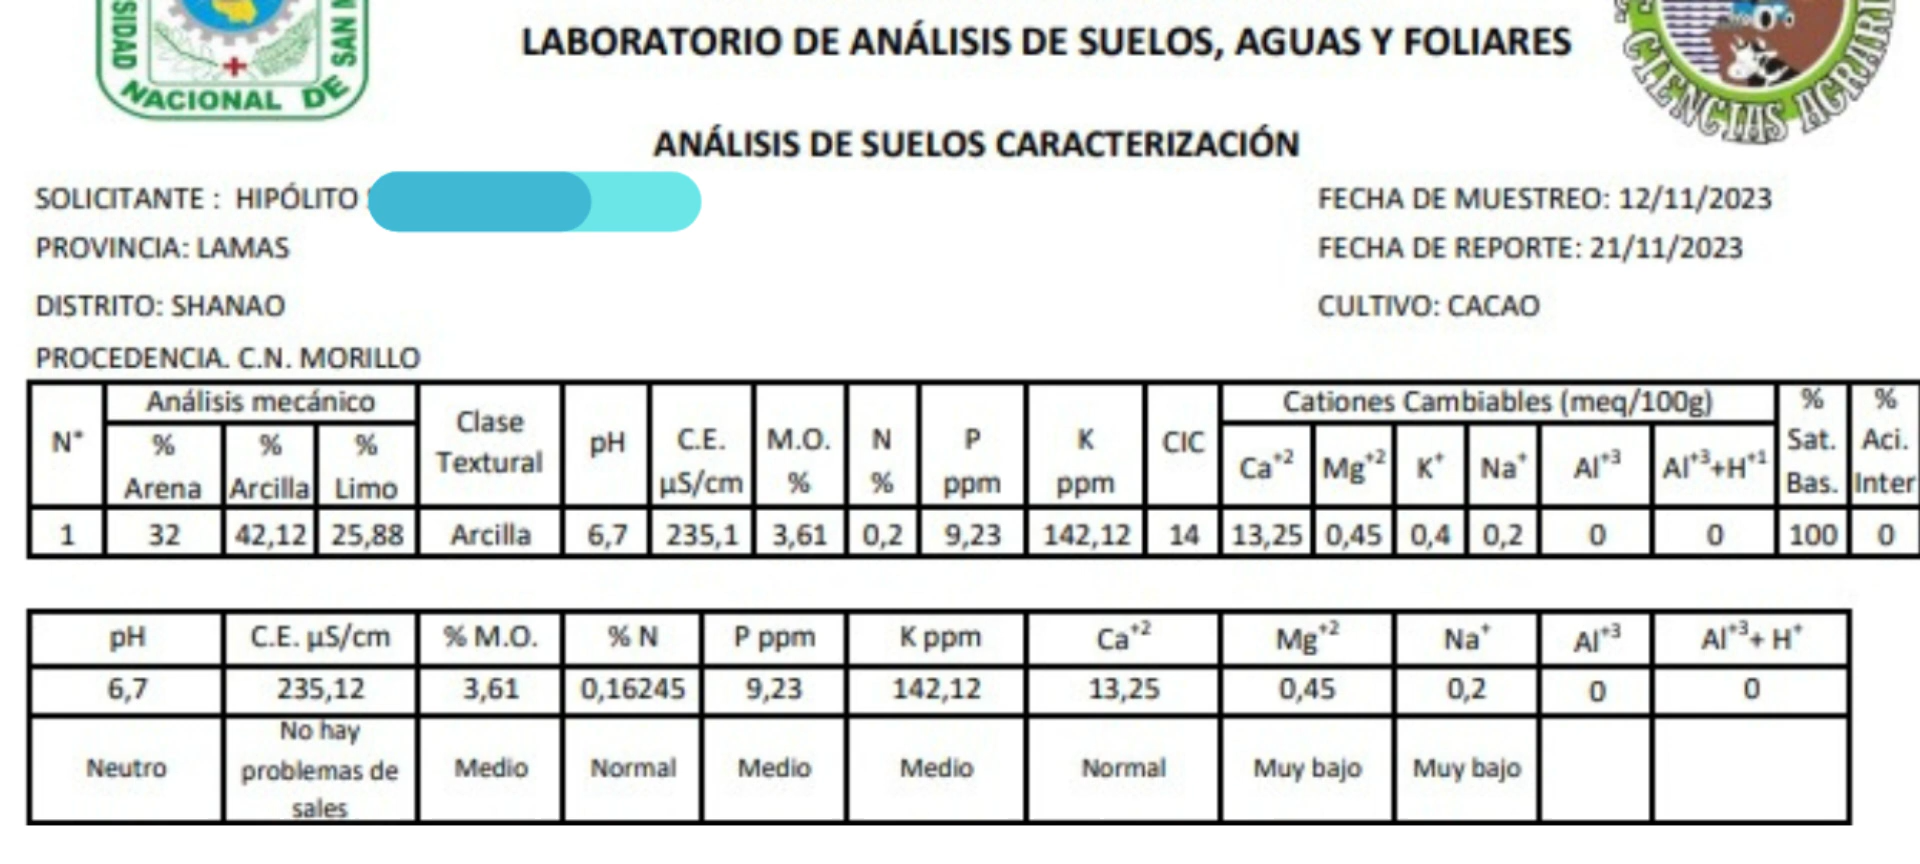 SIDAD
NACIONAL DE
SAN M
LABORATORIO DE ANÁLISIS DE SUELOS, AGUAS Y FOLIARES
CIENCIAS AGRARI
ANÁLISIS DE SUELOS CARACTERIZACIÓN
SOLICITANTE : HIPÓLITO
FECHA DE MUESTREO: 12/11/2023
PROVINCIA: LAMAS
FECHA DE REPORTE: 21/11/2023
DISTRITO: SHANAO
CULTIVO: CACAO
PROCEDENCIA. C.N. MORILLO
N° Análisis mecánico Clase Textural pH C.E. µS/cm M.O. % N % P ppm K ppm CIC Cationes Cambiables (meq/100g) % Sat. Bas. % Aci. Inter
% Arena % Arcilla % Limo Ca+2 Mg+2 K+ Na+ Al+3 Al+3+H+1
1 32 42,12 25,88 Arcilla 6,7 235,1 3,61 0,2 9,23 142,12 14 13,25 0,45 0,4 0,2 0 0 100 0
pH C.E. µS/cm % M.O. % N P ppm K ppm Ca+2 Mg+2 Na+ Al+3 Al+3+ H+
6,7 235,12 3,61 0,16245 9,23 142,12 13,25 0,45 0,2 0 0
Neutro No hay problemas de sales Medio Normal Medio Medio Normal Muy bajo Muy bajo